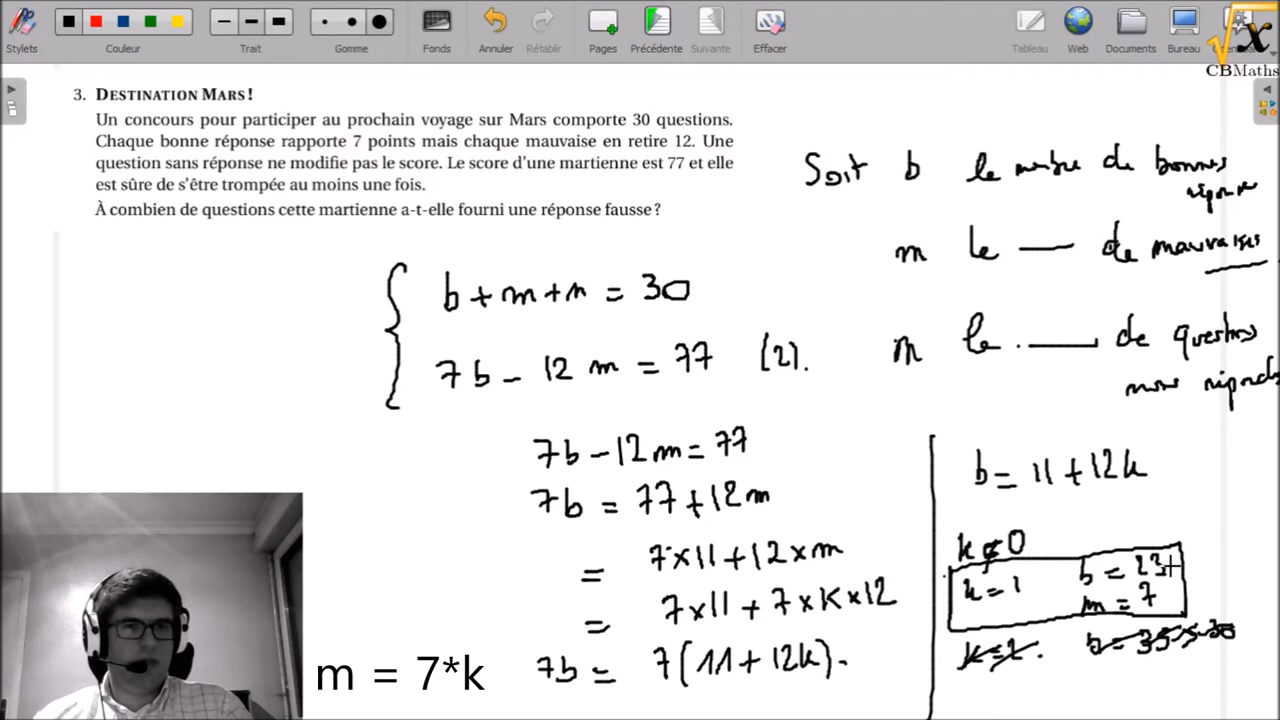 Stylets
Couleur
Trait
Gomme
Fonds
Annuler
Rétablir
Pages
Précédente
Suivante
Effacer
Tableau
Web
Documents
Bureau
CBMaths
3. DESTINATION MARS!
Un concours pour participer au prochain voyage sur Mars comporte 30 questions.
Chaque bonne réponse rapporte 7 points mais chaque mauvaise en retire 12. Une
question sans réponse ne modifie pas le score. Le score d'une martienne est 77 et elle
est sûre de s'être trompée au moins une fois.
À combien de questions cette martienne a-t-elle fourni une réponse fausse ?
Soit b le nombre de bonnes
réponse
m le — de mauvaises
n le . — de questions
non répondu
b + m + n = 30
7b - 12 m = 77 (2).
7b - 12m = 77
7b = 77 + 12m
= 7×11 + 12×m
= 7×11 + 7×k×12
7b = 7(11 + 12k).
m = 7*k
b = 11 + 12k
k ≠ 0
k = 1 b = 23
m = 7
k = 2. b = 35 > 30